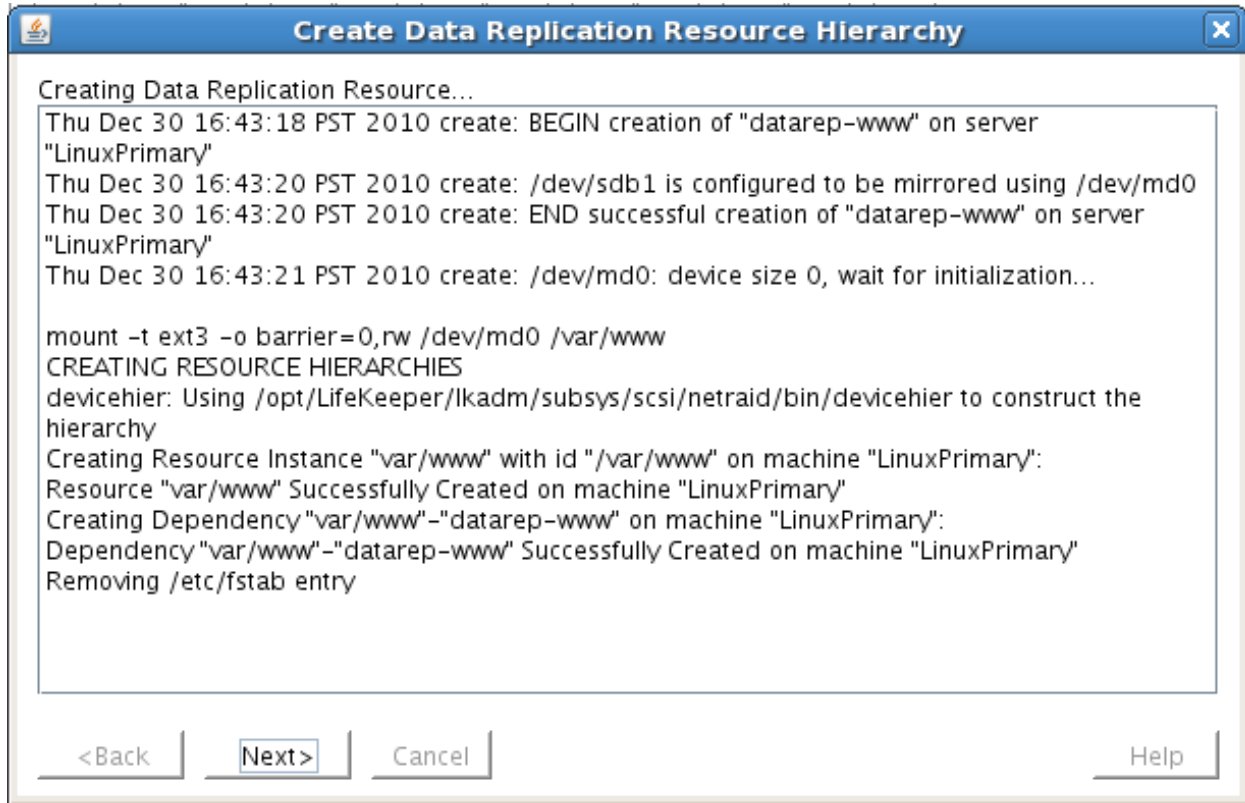 Create Data Replication Resource Hierarchy
Creating Data Replication Resource...
Thu Dec 30 16:43:18 PST 2010 create: BEGIN creation of "datarep-www" on server
"LinuxPrimary"
Thu Dec 30 16:43:20 PST 2010 create: /dev/sdb1 is configured to be mirrored using /dev/md0
Thu Dec 30 16:43:20 PST 2010 create: END successful creation of "datarep-www" on server
"LinuxPrimary"
Thu Dec 30 16:43:21 PST 2010 create: /dev/md0: device size 0, wait for initialization...
mount -t ext3 -o barrier=0,rw /dev/md0 /var/www
CREATING RESOURCE HIERARCHIES
devicehier: Using /opt/LifeKeeper/lkadm/subsys/scsi/netraid/bin/devicehier to construct the
hierarchy
Creating Resource Instance "var/www" with id "/var/www" on machine "LinuxPrimary":
Resource "var/www" Successfully Created on machine "LinuxPrimary"
Creating Dependency "var/www"-"datarep-www" on machine "LinuxPrimary":
Dependency "var/www"-"datarep-www" Successfully Created on machine "LinuxPrimary"
Removing /etc/fstab entry
<Back Next> Cancel Help